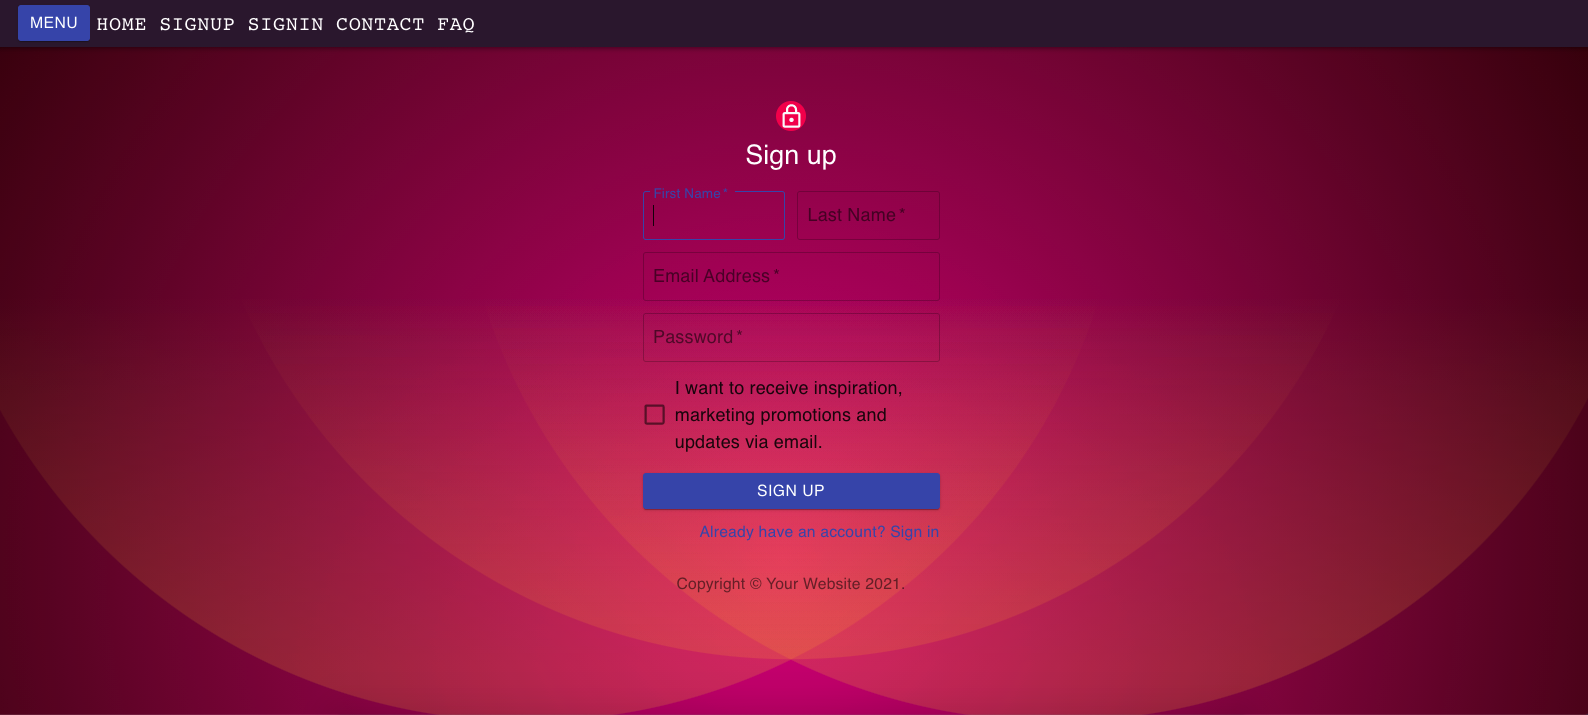 MENU HOME SIGNUP SIGNIN CONTACT FAQ
Sign up
First Name *
Last Name *
Email Address *
Password *
I want to receive inspiration,
marketing promotions and
updates via email.
SIGN UP
Already have an account? Sign in
Copyright © Your Website 2021.